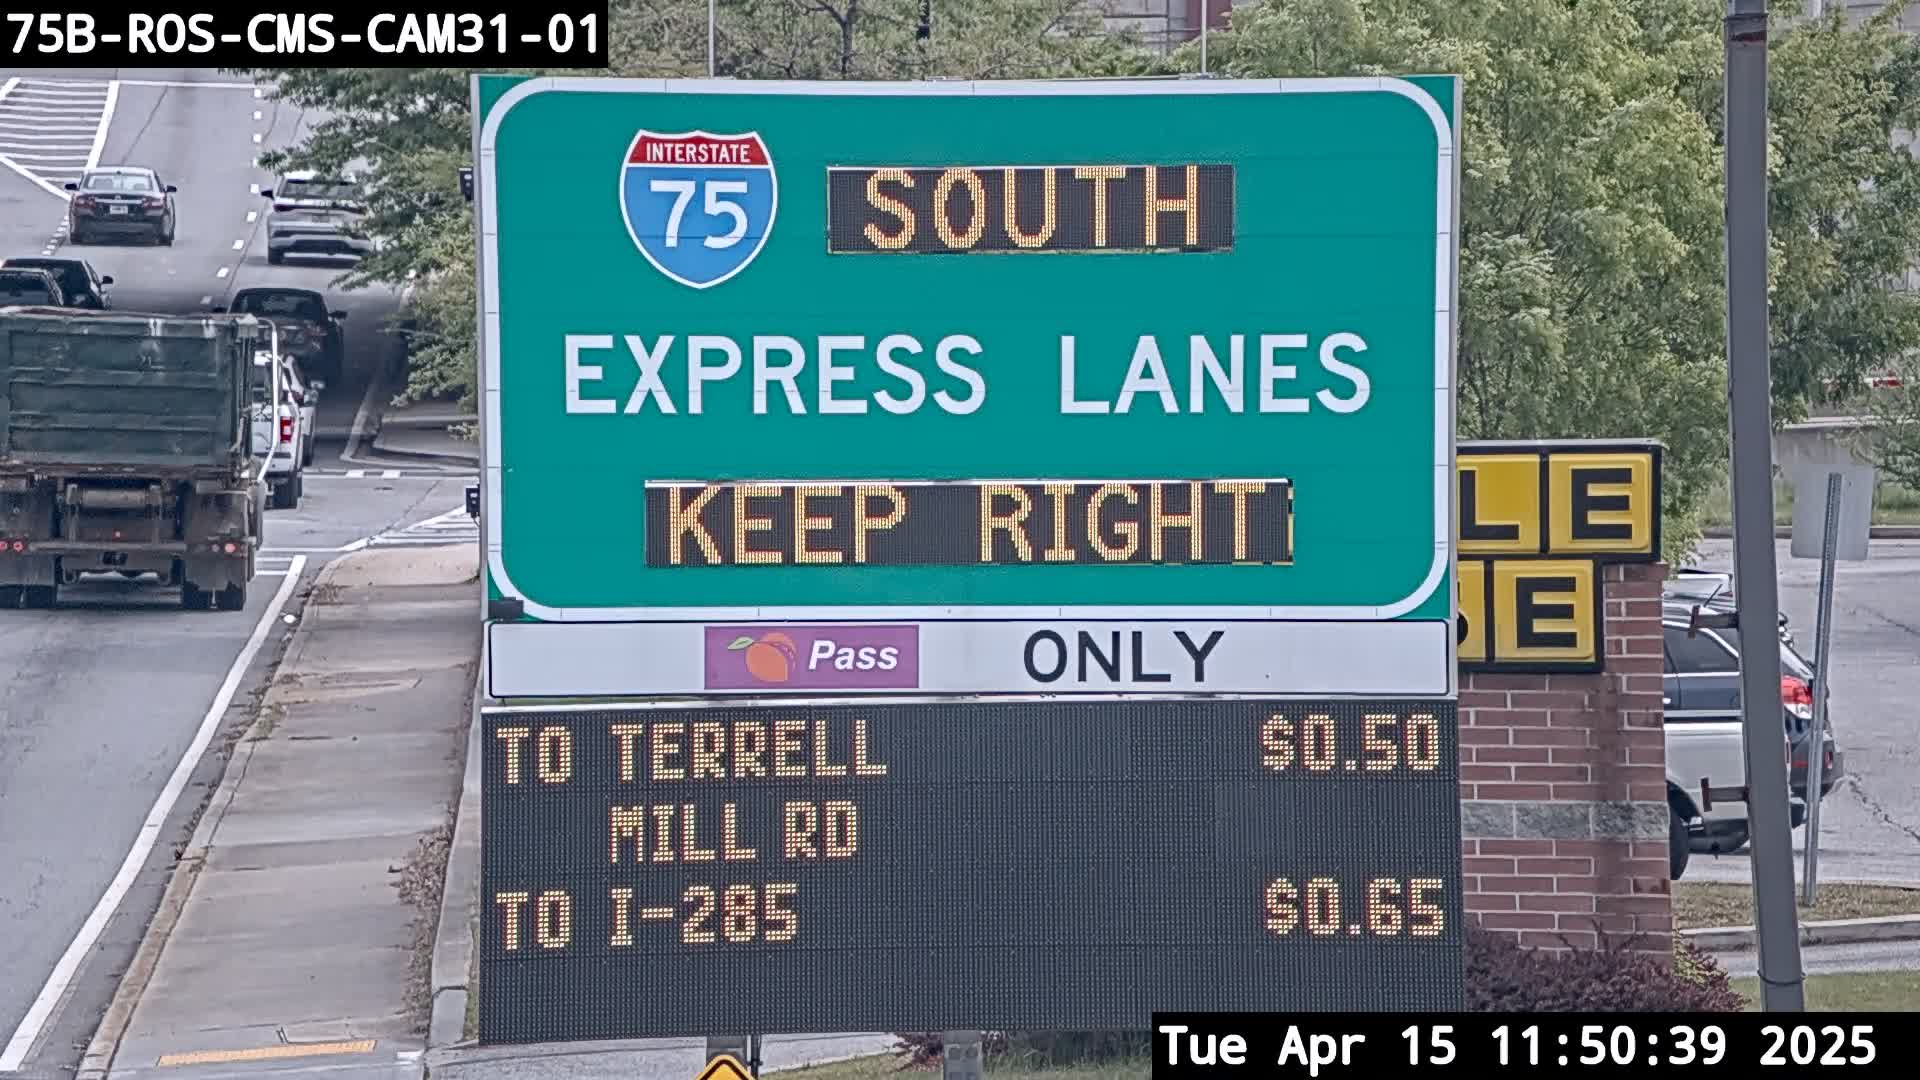 75B-ROS-CMS-CAM31-01
INTERSTATE
75
SOUTH
EXPRESS LANES
KEEP RIGHT
Pass ONLY
TO TERRELL $0.50
MILL RD
TO I-285 $0.65
LE
E
Tue Apr 15 11:50:39 2025